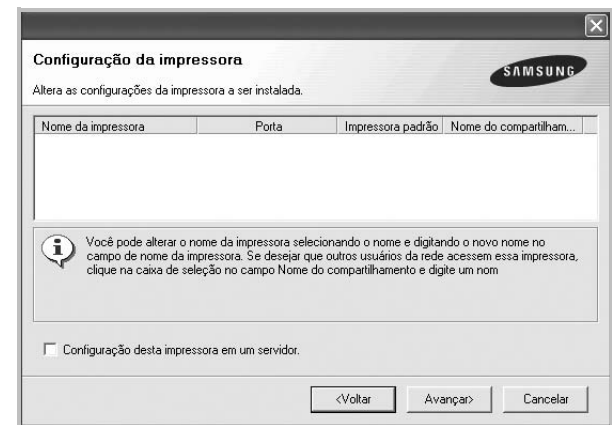 Configuração da impressora
SAMSUNG
Altera as configurações da impressora a ser instalada.
Nome da impressora Porta Impressora padrão Nome do compartilham...
Você pode alterar o nome da impressora selecionando o nome e digitando o novo nome no
campo de nome da impressora. Se desejar que outros usuários da rede acessem essa impressora,
clique na caixa de seleção no campo Nome do compartilhamento e digite um nom
Configuração desta impressora em um servidor.
<Voltar Avançar> Cancelar